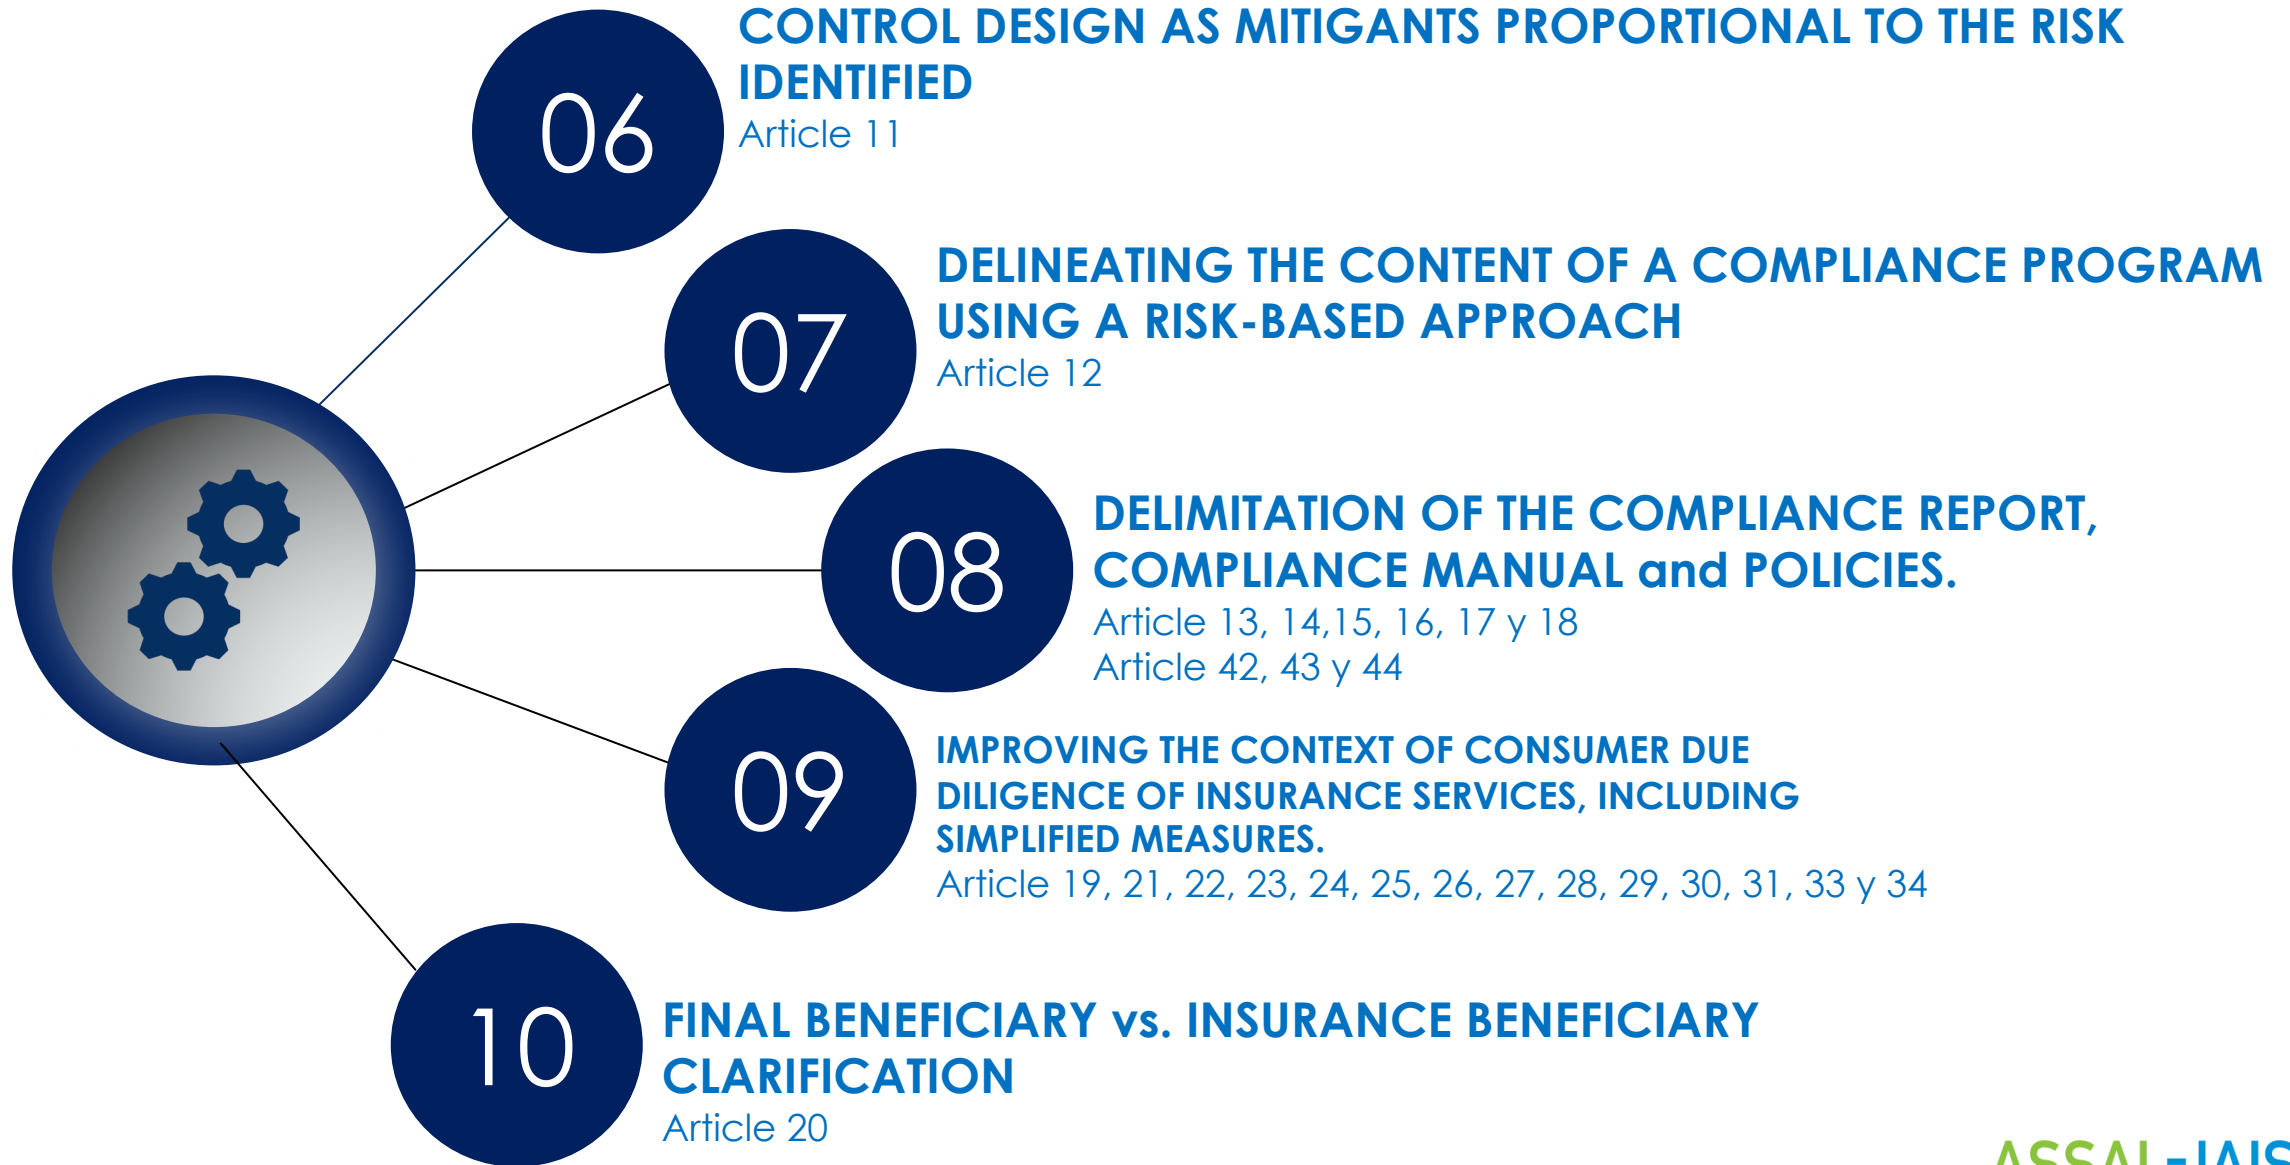 06
CONTROL DESIGN AS MITIGANTS PROPORTIONAL TO THE RISK
IDENTIFIED
Article 11
07
DELINEATING THE CONTENT OF A COMPLIANCE PROGRAM
USING A RISK-BASED APPROACH
Article 12
08
DELIMITATION OF THE COMPLIANCE REPORT,
COMPLIANCE MANUAL and POLICIES.
Article 13, 14,15, 16, 17 y 18
Article 42, 43 y 44
09
IMPROVING THE CONTEXT OF CONSUMER DUE
DILIGENCE OF INSURANCE SERVICES, INCLUDING
SIMPLIFIED MEASURES.
Article 19, 21, 22, 23, 24, 25, 26, 27, 28, 29, 30, 31, 33 y 34
10
FINAL BENEFICIARY vs. INSURANCE BENEFICIARY
CLARIFICATION
Article 20
ASSAL-IAIS